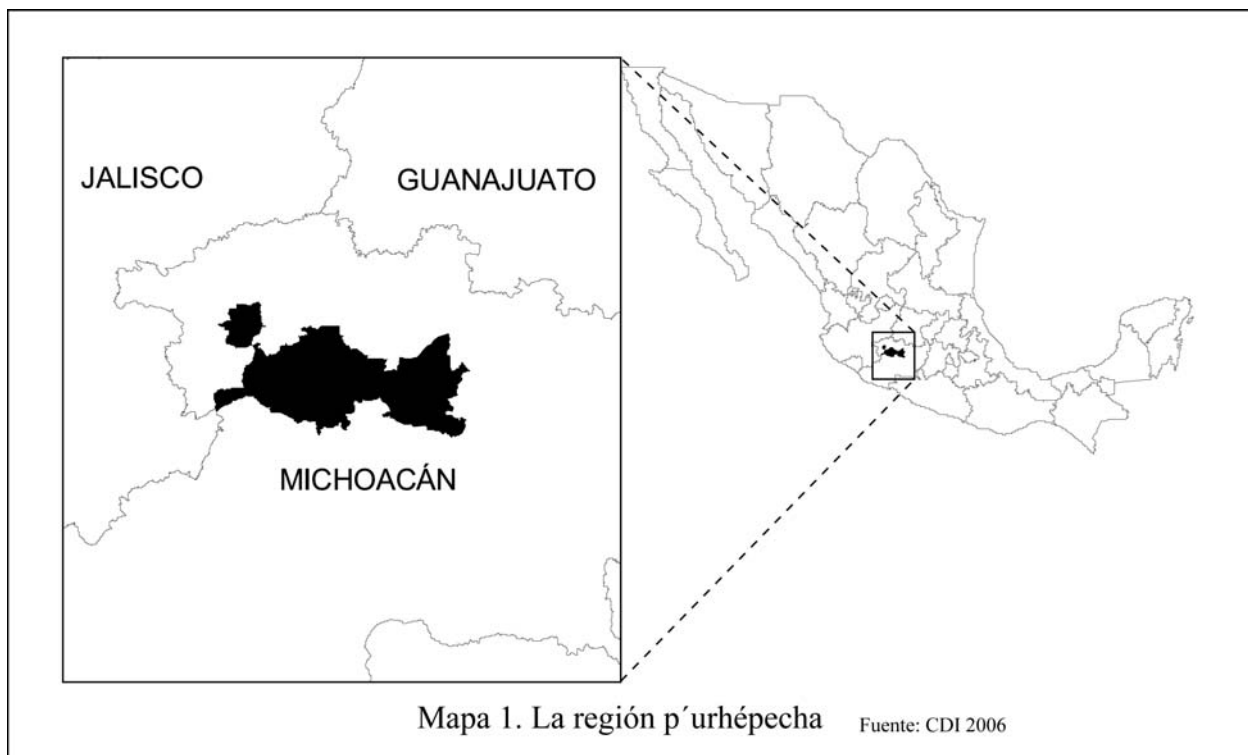 JALISCO
GUANAJUATO
MICHOACÁN
Mapa 1. La región p´urhépecha
Fuente: CDI 2006